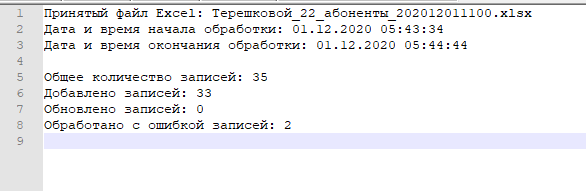 1 Принятый файл Excel: Терешковой_22_абоненты_202012011100.xlsx
2 Дата и время начала обработки: 01.12.2020 05:43:34
3 Дата и время окончания обработки: 01.12.2020 05:44:44
4
5 Общее количество записей: 35
6 Добавлено записей: 33
7 Обновлено записей: 0
8 Обработано с ошибкой записей: 2
9